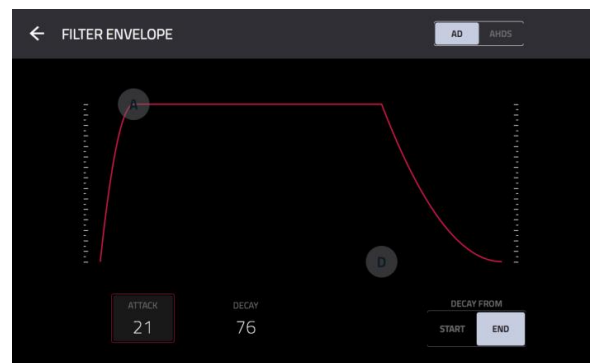 FILTER ENVELOPE
AD AHDS
A
D
ATTACK DECAY DECAY FROM
21 76 START END